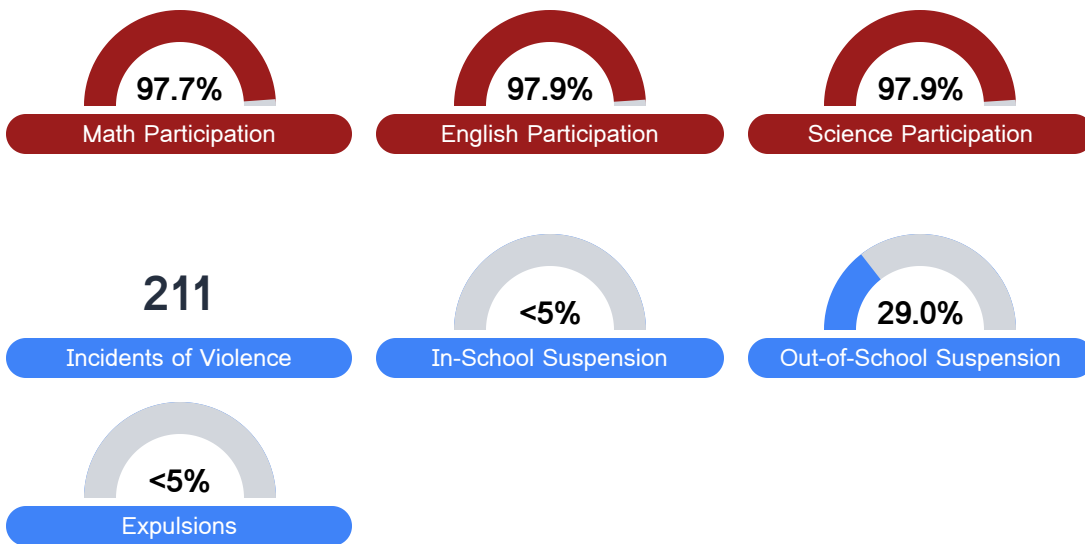 97.7%
Math Participation
97.9%
English Participation
97.9%
Science Participation
211
Incidents of Violence
<5%
In-School Suspension
29.0%
Out-of-School Suspension
<5%
Expulsions